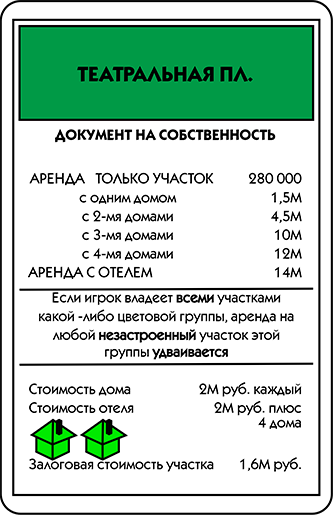 ТЕАТРАЛЬНАЯ ПЛ.
ДОКУМЕНТ НА СОБСТВЕННОСТЬ
АРЕНДА ТОЛЬКО УЧАСТОК 280 000
с одним домом 1,5М
с 2-мя домами 4,5М
с 3-мя домами 10М
с 4-мя домами 12М
АРЕНДА С ОТЕЛЕМ 14М
Если игрок владеет всеми участками
какой -либо цветовой группы, аренда на
любой незастроенный участок этой
группы удваивается
Стоимость дома 2М руб. каждый
Стоимость отеля 2М руб. плюс
4 дома
Залоговая стоимость участка 1,6М руб.